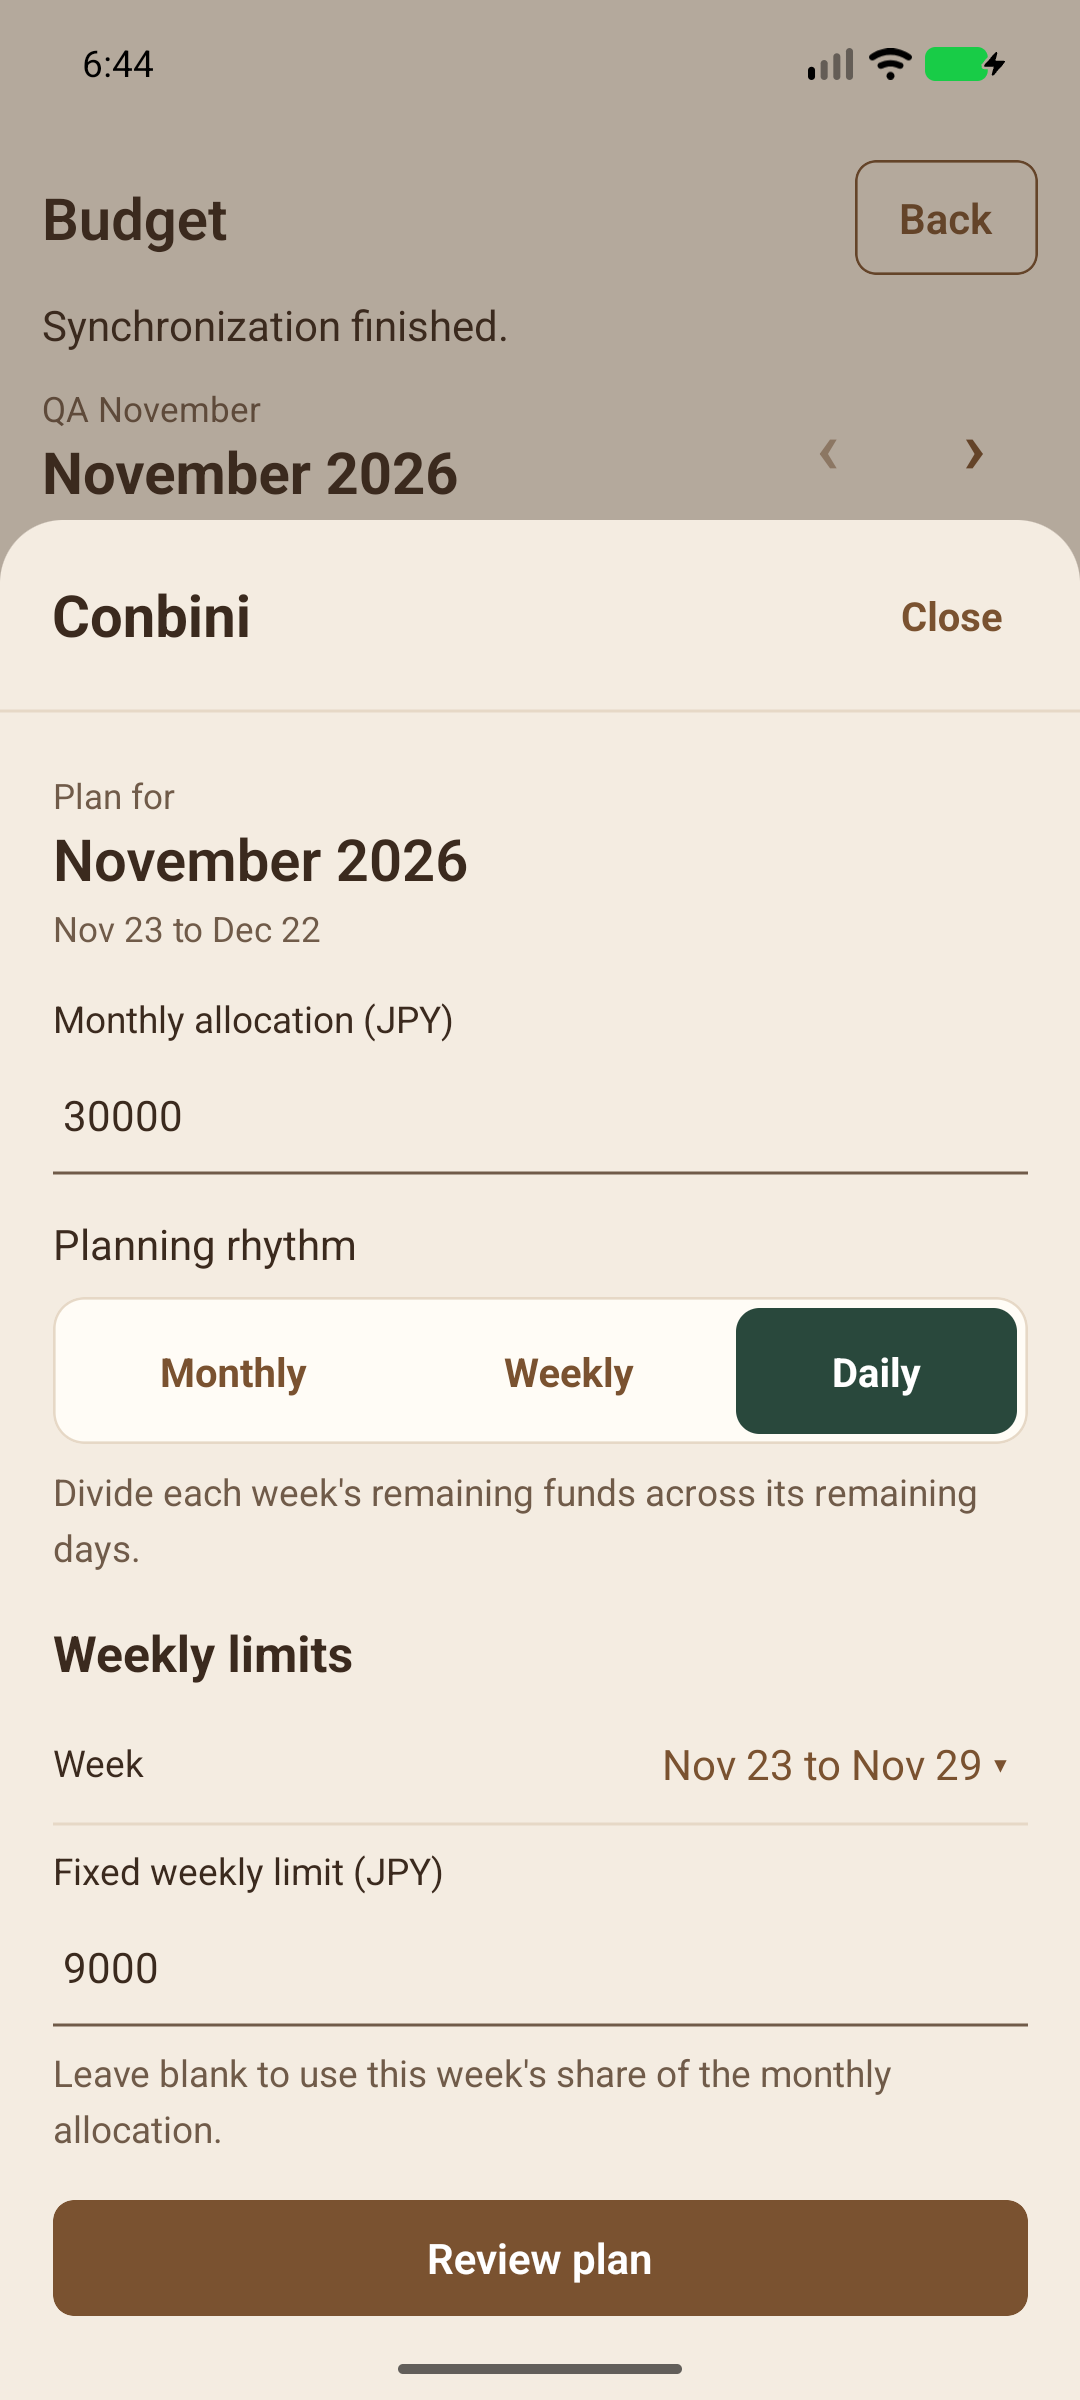 6:44
Budget
Back
Synchronization finished.
QA November
November 2026
Conbini
Close
Plan for
November 2026
Nov 23 to Dec 22
Monthly allocation (JPY)
30000
Planning rhythm
Monthly
Weekly
Daily
Divide each week's remaining funds across its remaining
days.
Weekly limits
Week
Nov 23 to Nov 29
Fixed weekly limit (JPY)
9000
Leave blank to use this week's share of the monthly
allocation.
Review plan